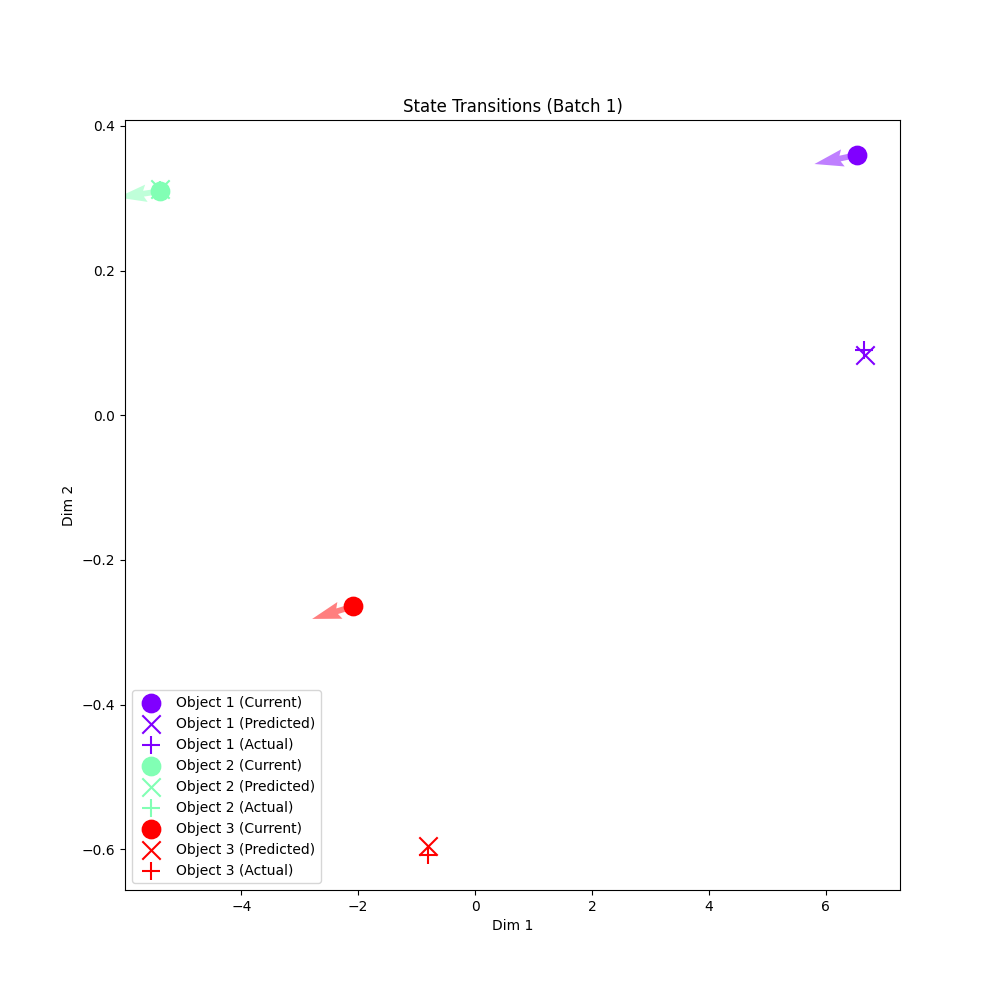 State Transitions (Batch 1)
0.4
0.2
0.0
−0.2
−0.4
−0.6
Dim 2
Object 1 (Current)
Object 1 (Predicted)
Object 1 (Actual)
Object 2 (Current)
Object 2 (Predicted)
Object 2 (Actual)
Object 3 (Current)
Object 3 (Predicted)
Object 3 (Actual)
−4 −2 0 2 4 6
Dim 1